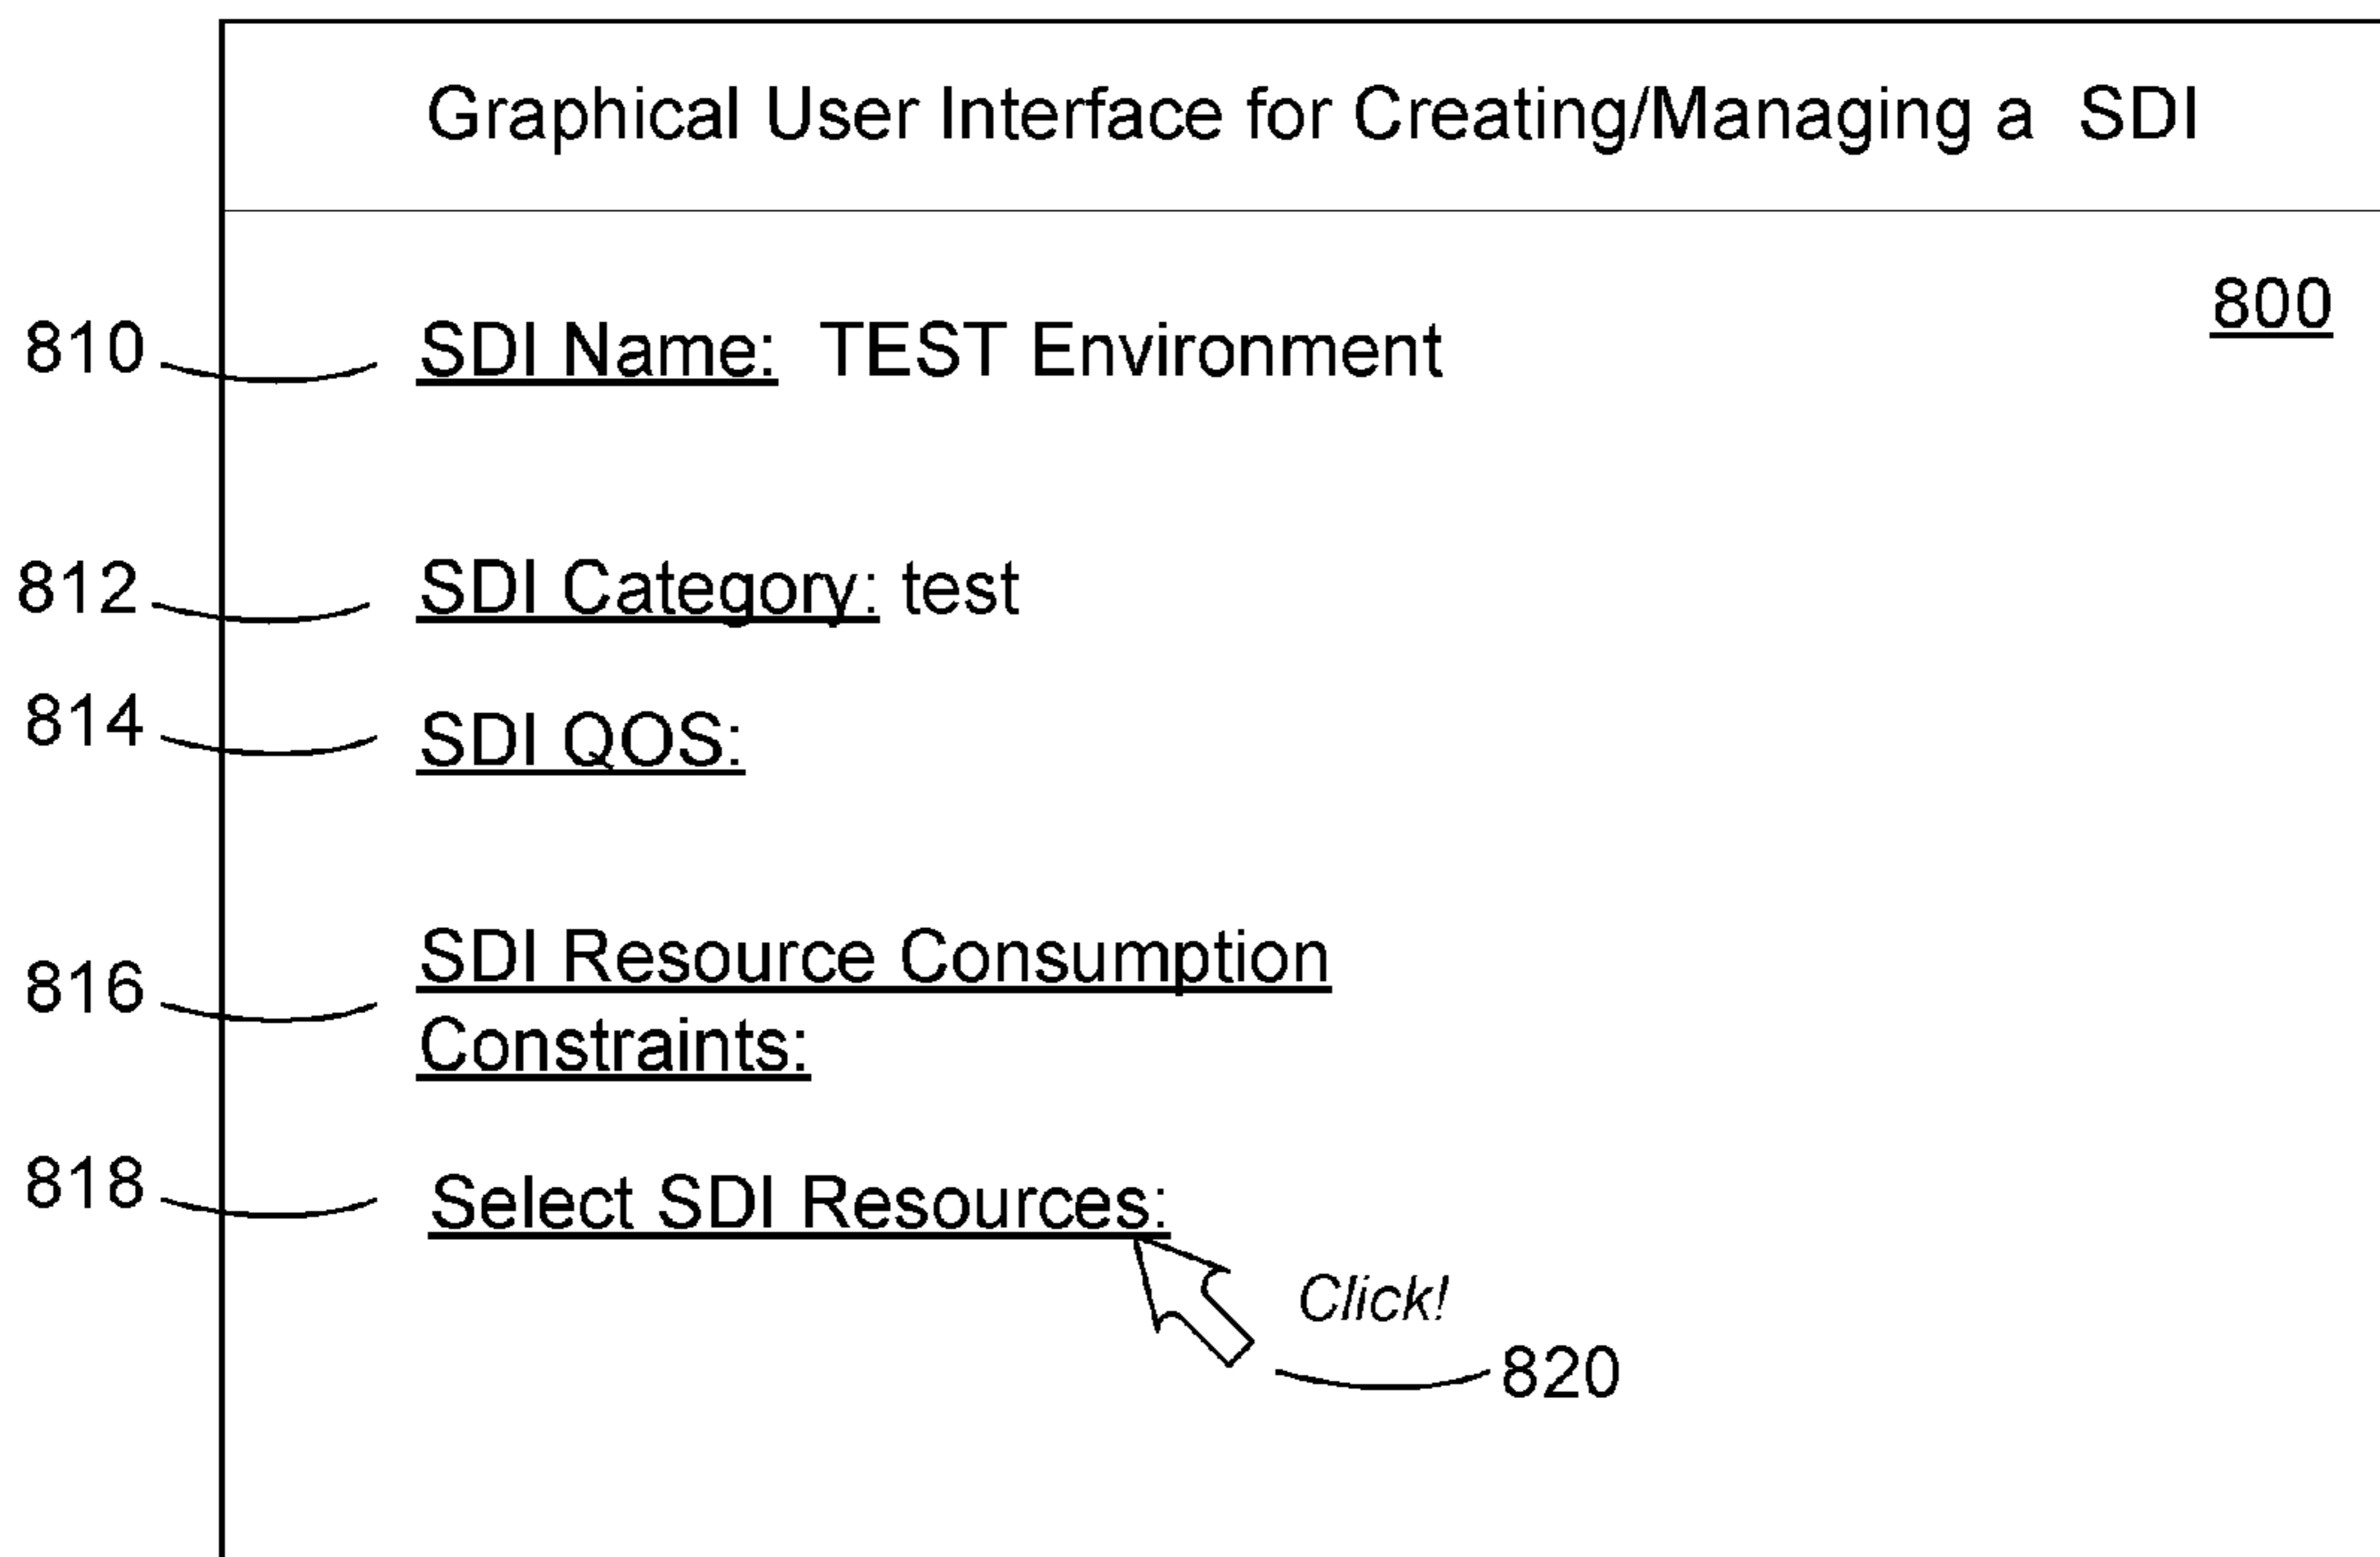 Graphical User Interface for Creating/Managing a SDI
800
810 SDI Name: TEST Environment
812 SDI Category: test
814 SDI QOS:
816 SDI Resource Consumption
Constraints:
818 Select SDI Resources:
Click!
820